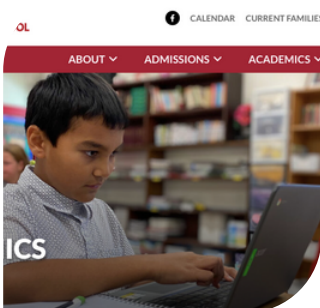 CALENDAR CURRENT FAMILIES
OL
ABOUT ADMISSIONS ACADEMICS
ICS